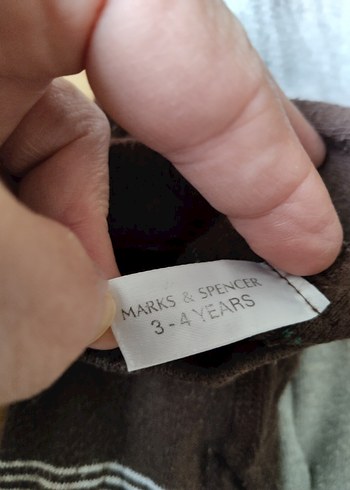 MARKS & SPENCER
3-4 YEARS